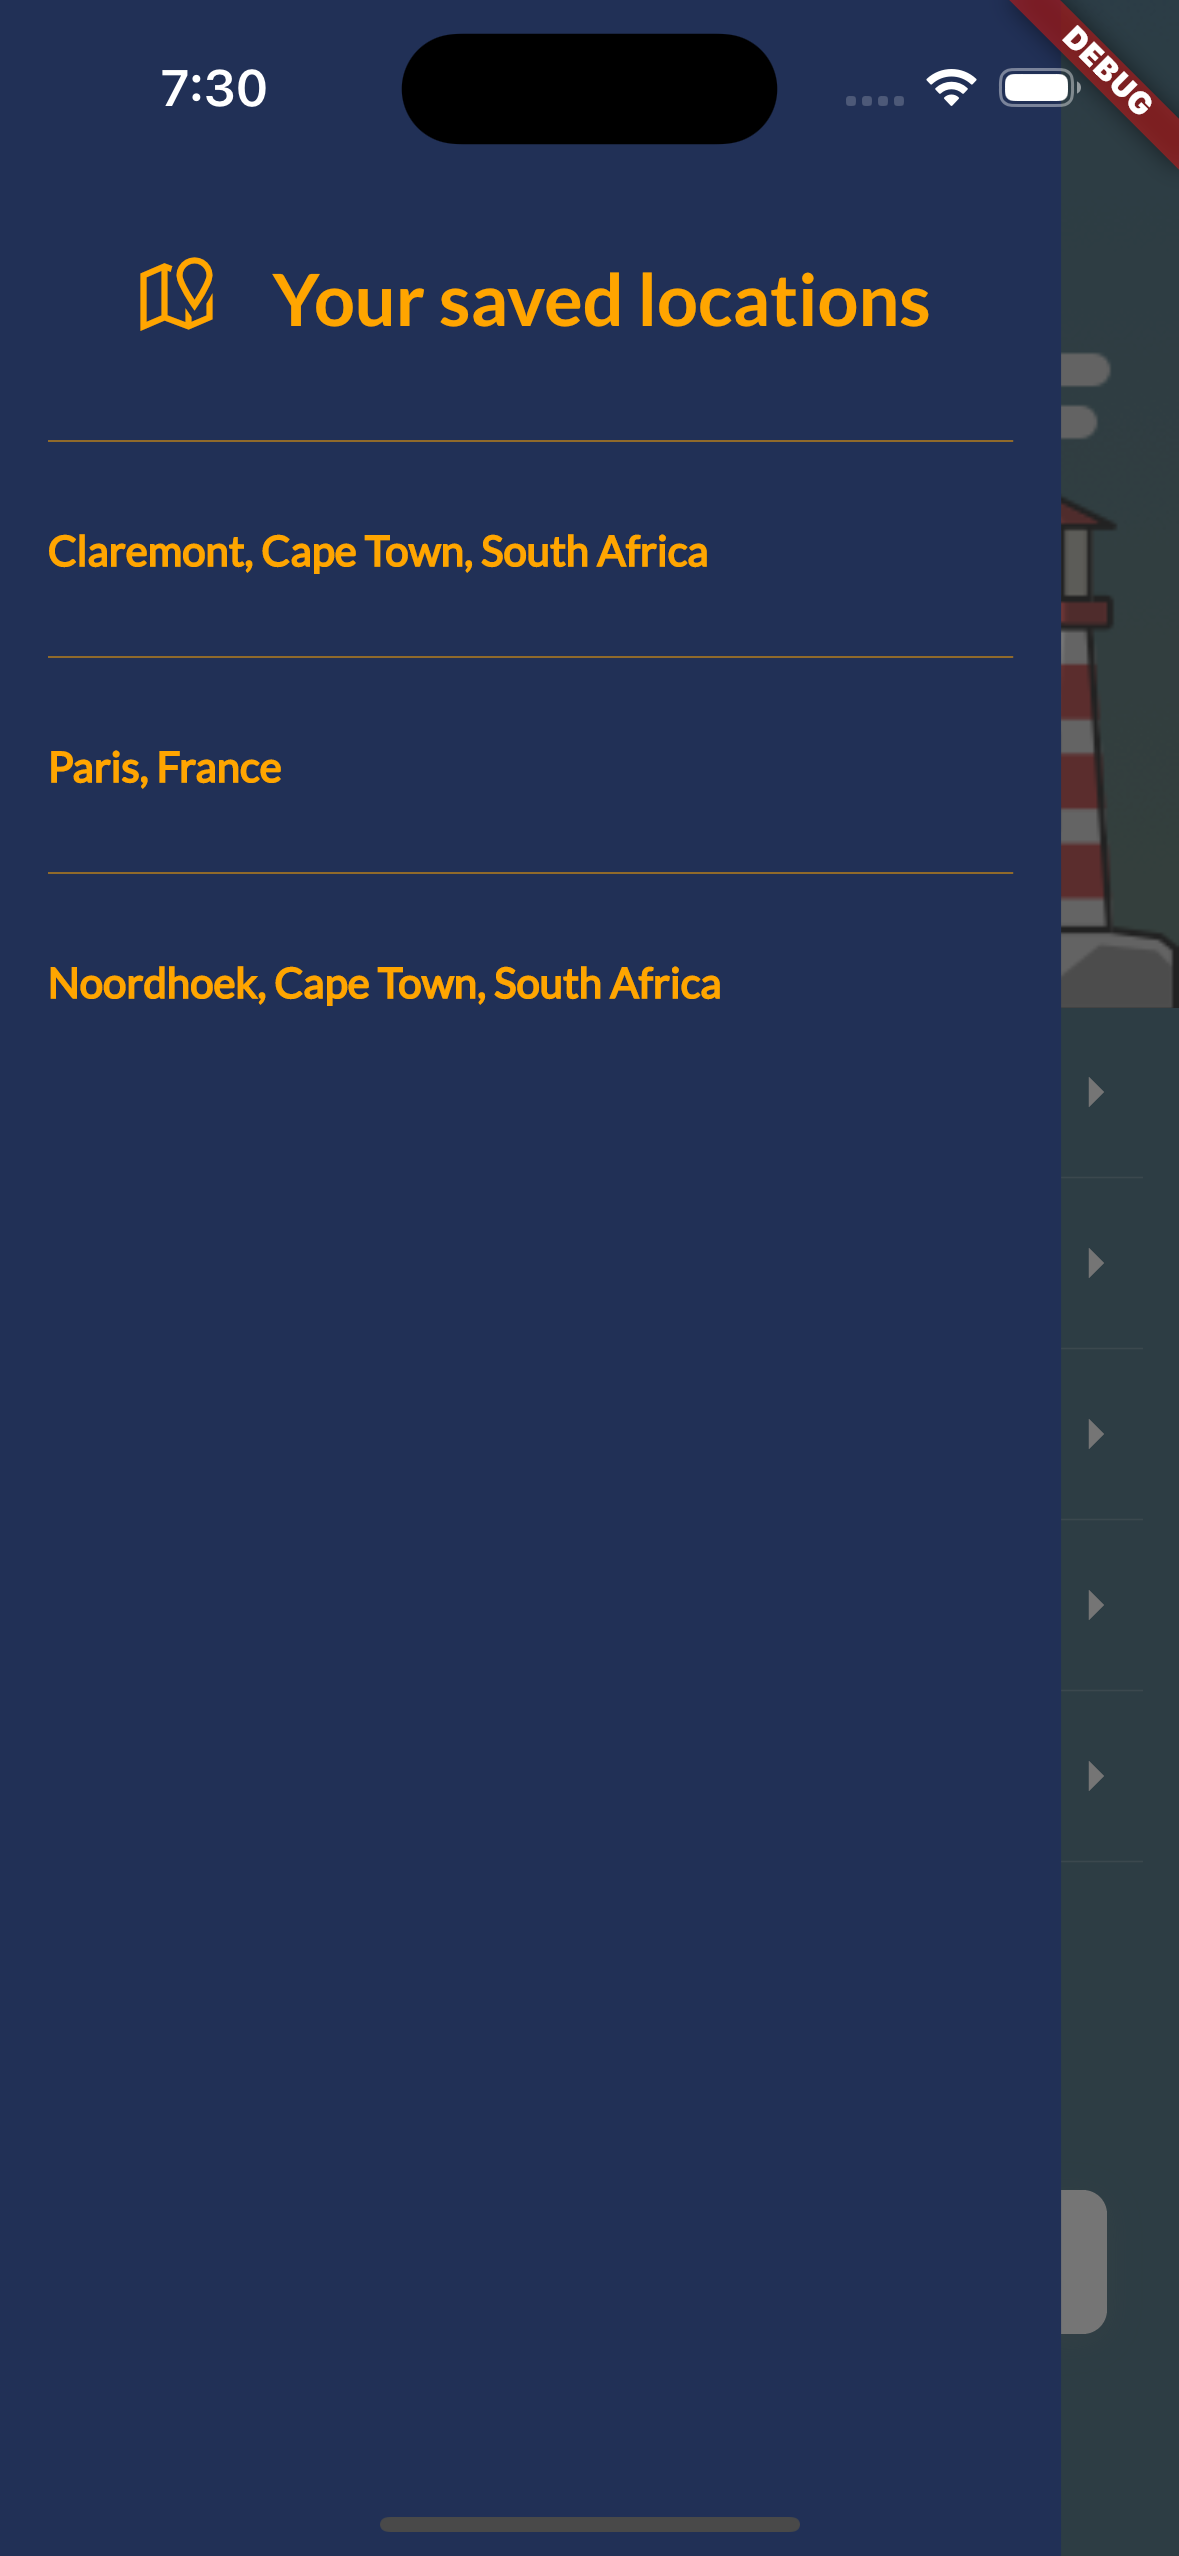 7:30
DEBUG
Your saved locations
Claremont, Cape Town, South Africa
Paris, France
Noordhoek, Cape Town, South Africa